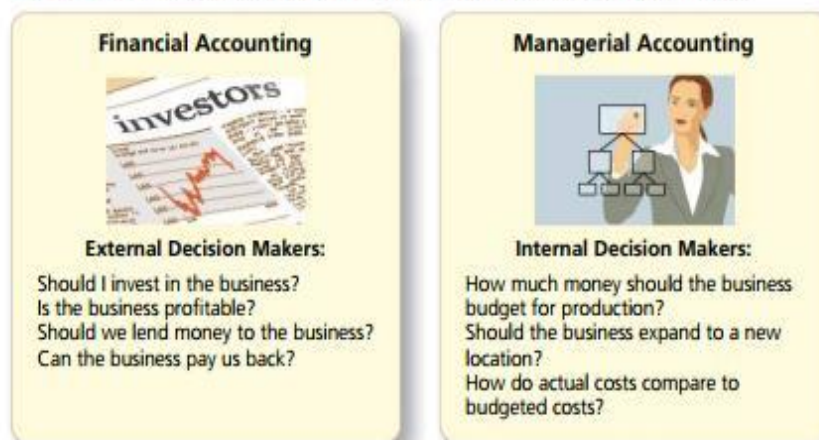 Financial Accounting
investors
External Decision Makers:
Should I invest in the business?
Is the business profitable?
Should we lend money to the business?
Can the business pay us back?
Managerial Accounting
Internal Decision Makers:
How much money should the business
budget for production?
Should the business expand to a new
location?
How do actual costs compare to
budgeted costs?